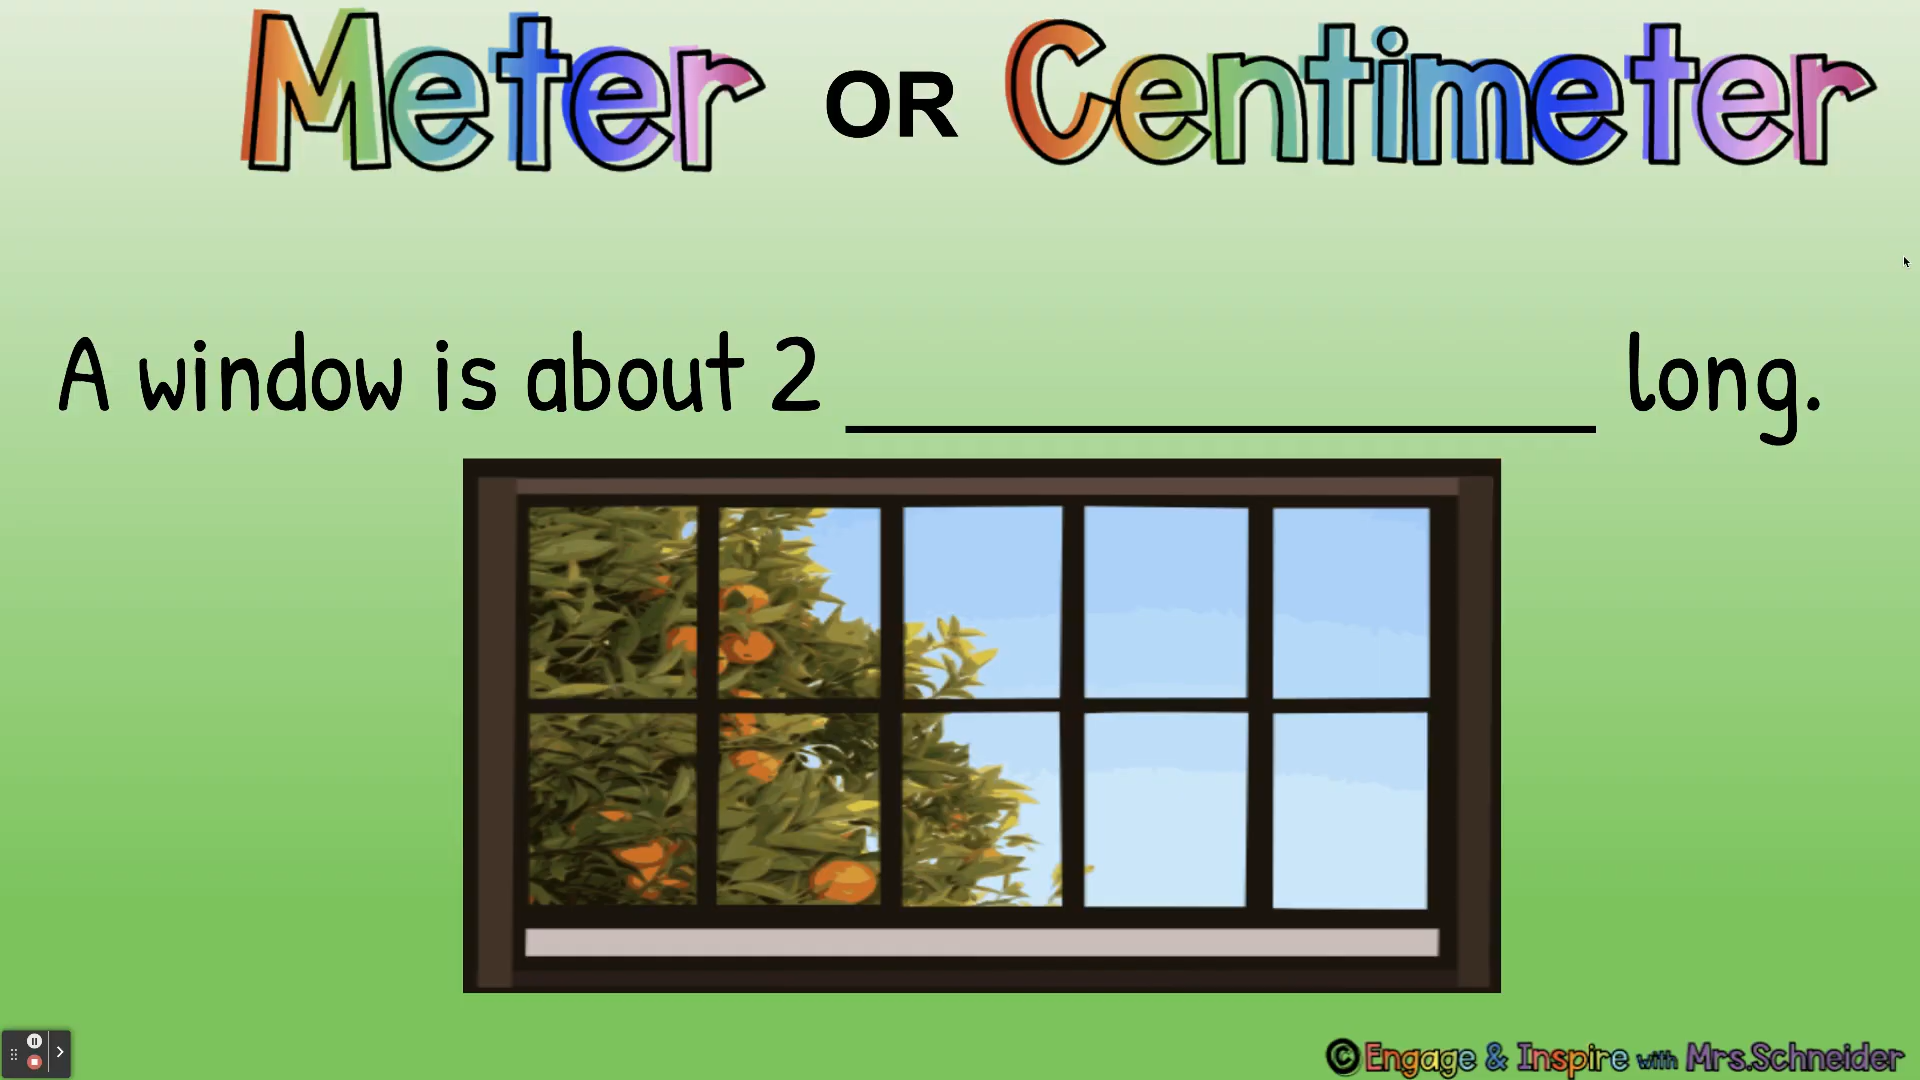 Meter OR Centimeter
A window is about 2 ____________ long.
© Engage & Inspire with Mrs.Schneider